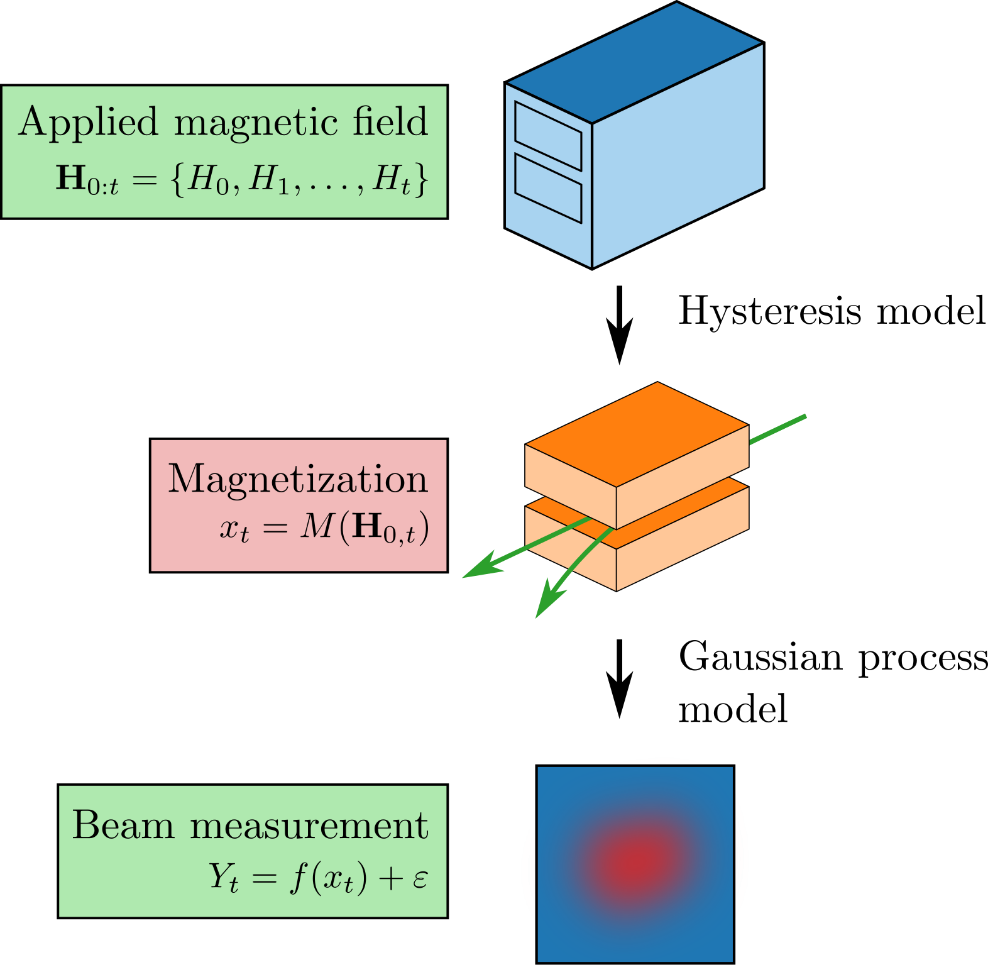 Applied magnetic field
𝐇₀:ₜ = {H₀, H₁, . . . , Hₜ}
Hysteresis model
Magnetization
xₜ = M(𝐇₀,ₜ)
Gaussian process
model
Beam measurement
Yₜ = f(xₜ) + ε